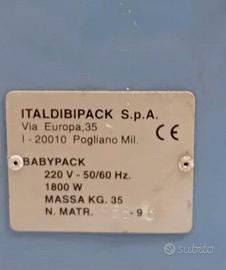 ITALDIBIPACK S.p.A.
Via Europa,35
I - 20010 Pogliano Mil.
CE
BABYPACK
220 V - 50/60 Hz.
1800 W
MASSA KG. 35
N. MATR. - 9
subito